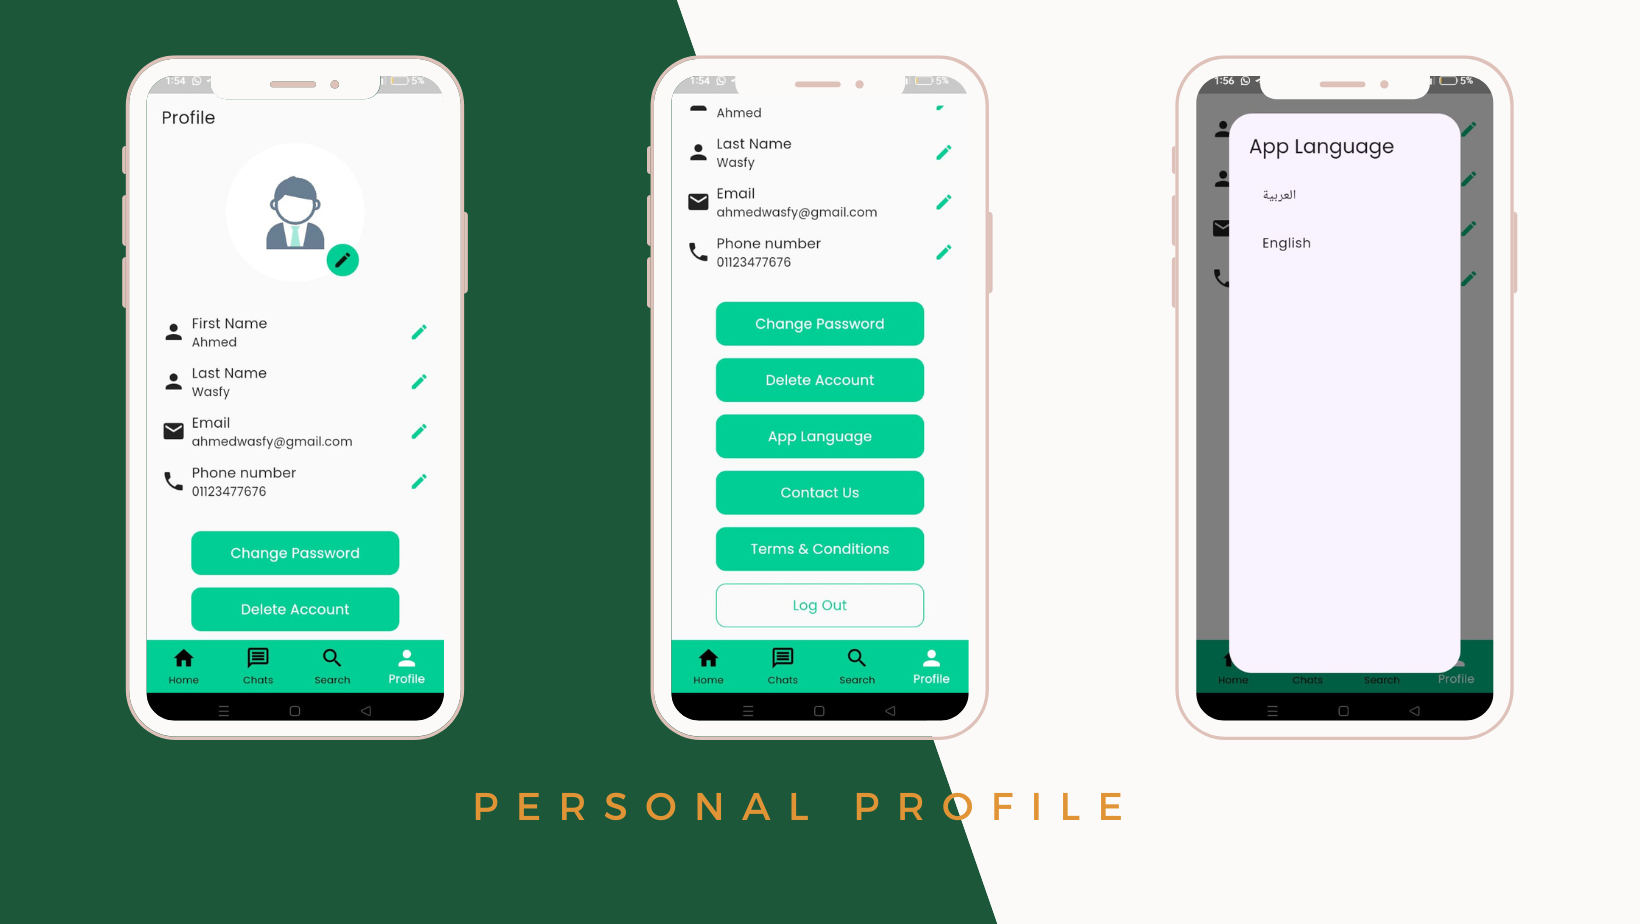 1:54
5%
Profile
First Name
Ahmed
Last Name
Wasfy
Email
ahmedwasfy@gmail.com
Phone number
01123477676
Change Password
Delete Account
Home
Chats
Search
Profile
1:54
5%
Ahmed
Last Name
Wasfy
Email
ahmedwasfy@gmail.com
Phone number
01123477676
Change Password
Delete Account
App Language
Contact Us
Terms & Conditions
Log Out
Home
Chats
Search
Profile
1:56
5%
App Language
العربية
English
Home
Chats
Search
Profile
PERSONAL PROFILE